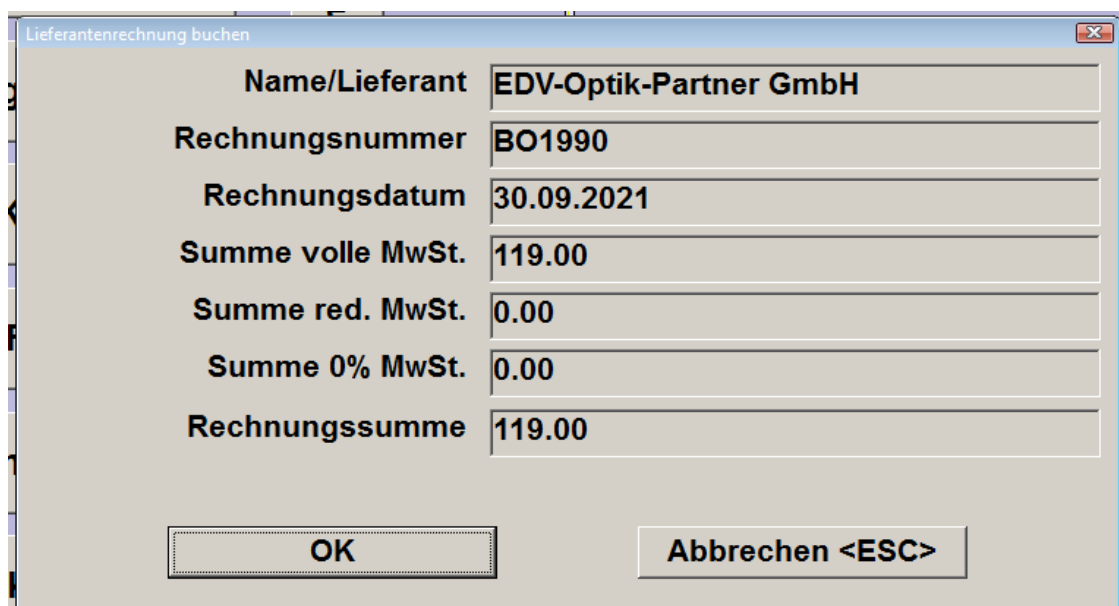 Lieferantenrechnung buchen
Name/Lieferant EDV-Optik-Partner GmbH
Rechnungsnummer BO1990
Rechnungsdatum 30.09.2021
Summe volle MwSt. 119.00
Summe red. MwSt. 0.00
Summe 0% MwSt. 0.00
Rechnungssumme 119.00
OK Abbrechen <ESC>